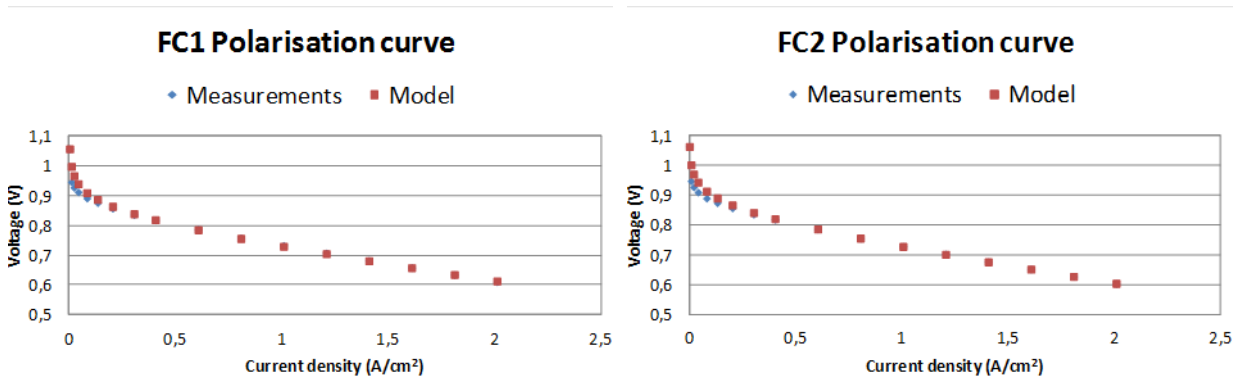 FC1 Polarisation curve
Measurements Model
1,1
1
0,9
0,8
0,7
0,6
0,5
Voltage (V)
0 0,5 1 1,5 2 2,5
Current density (A/cm²)
FC2 Polarisation curve
Measurements Model
1,1
1
0,9
0,8
0,7
0,6
0,5
Voltage (V)
0 0,5 1 1,5 2 2,5
Current density (A/cm²)